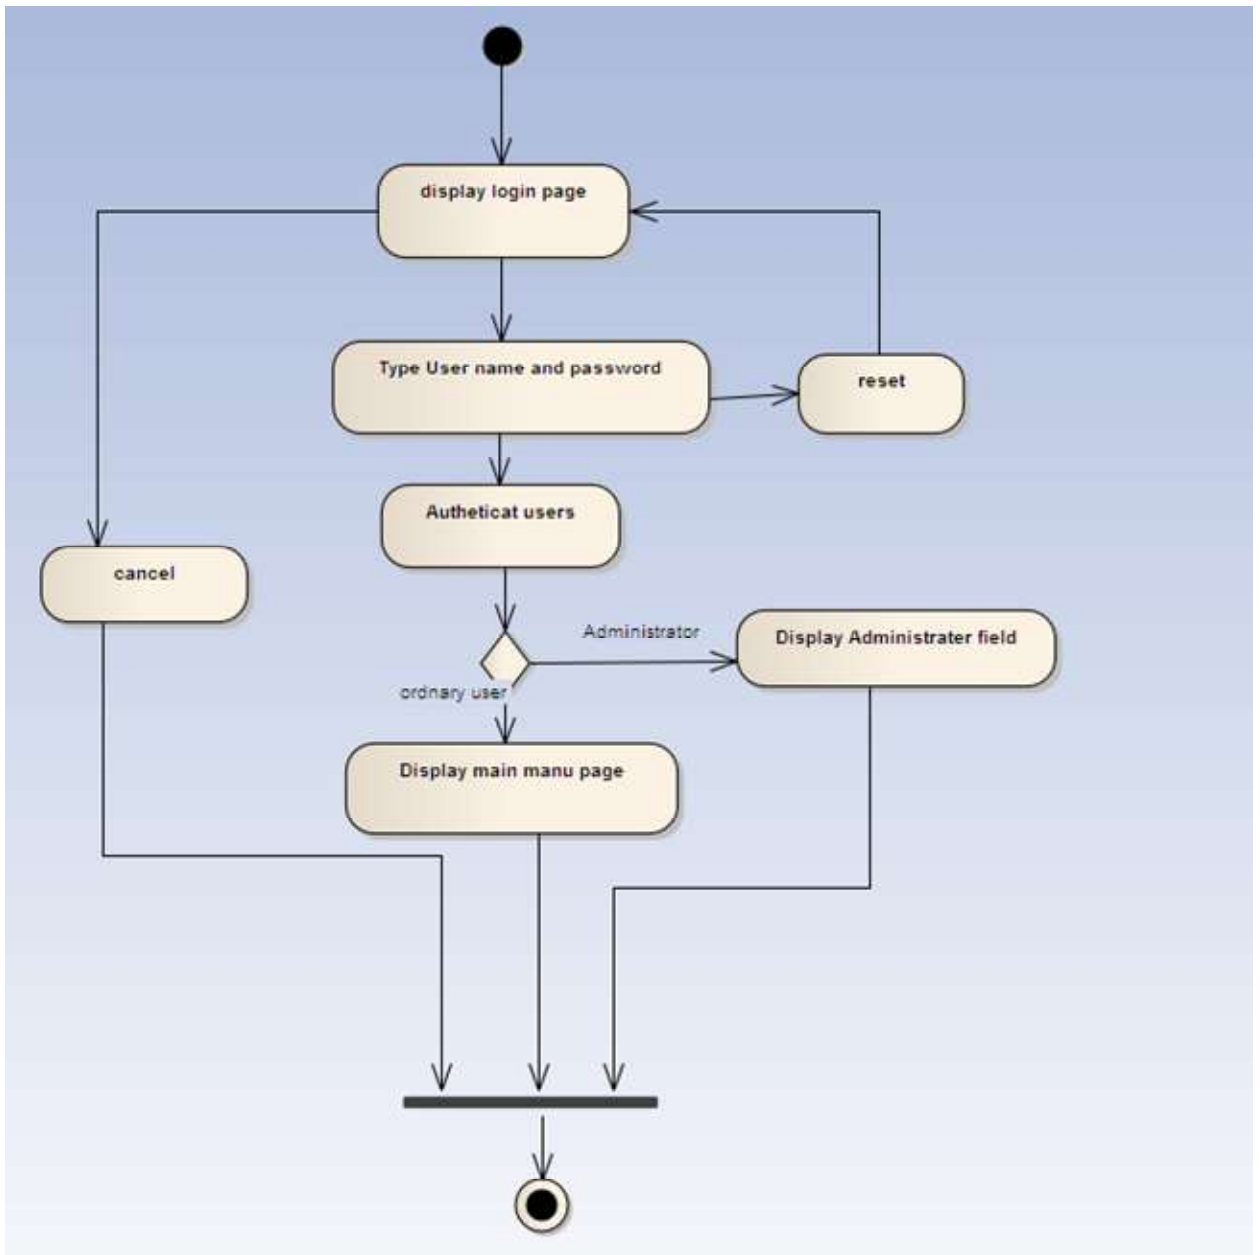 display login page
Type User name and password
reset
Autheticat users
cancel
Administrator
Display Administrater field
ordnary user
Display main manu page